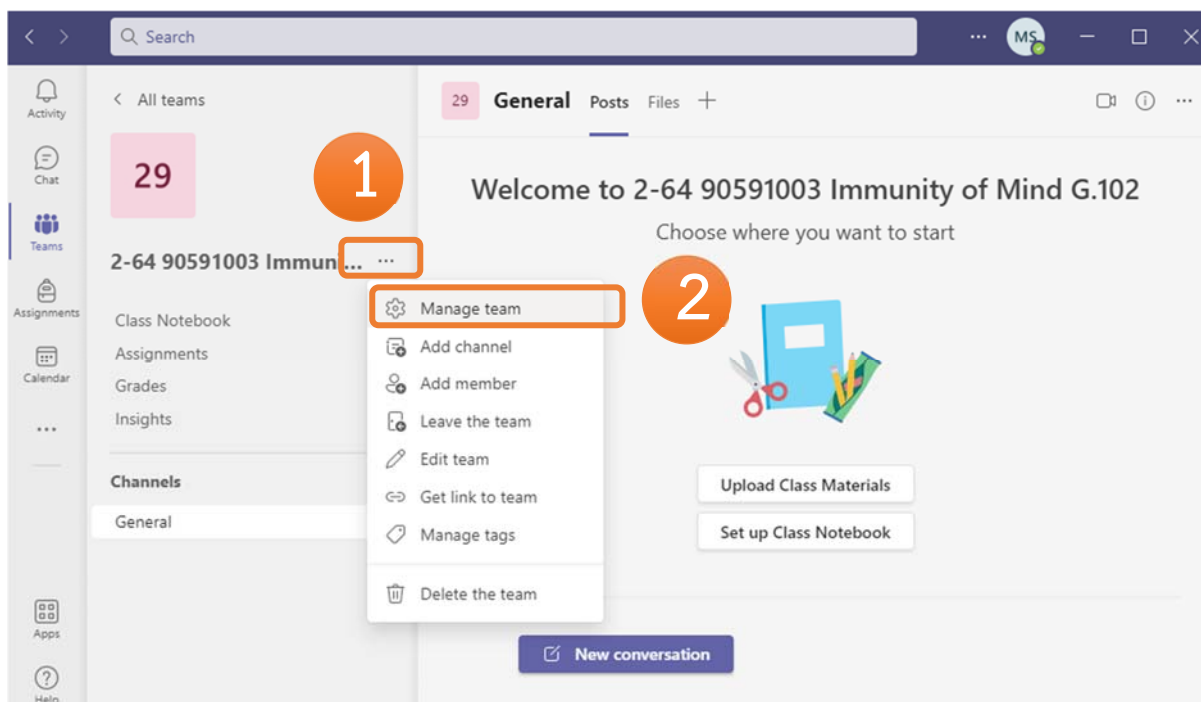 Search
MS
Activity
Chat
Teams
Assignments
Calendar
Apps
Help
All teams
29
1
2-64 90591003 Immuni... ...
Class Notebook
Assignments
Grades
Insights
Channels
General
Manage team
2
Add channel
Add member
Leave the team
Edit team
Get link to team
Manage tags
Delete the team
29 General Posts Files
Welcome to 2-64 90591003 Immunity of Mind G.102
Choose where you want to start
Upload Class Materials
Set up Class Notebook
New conversation